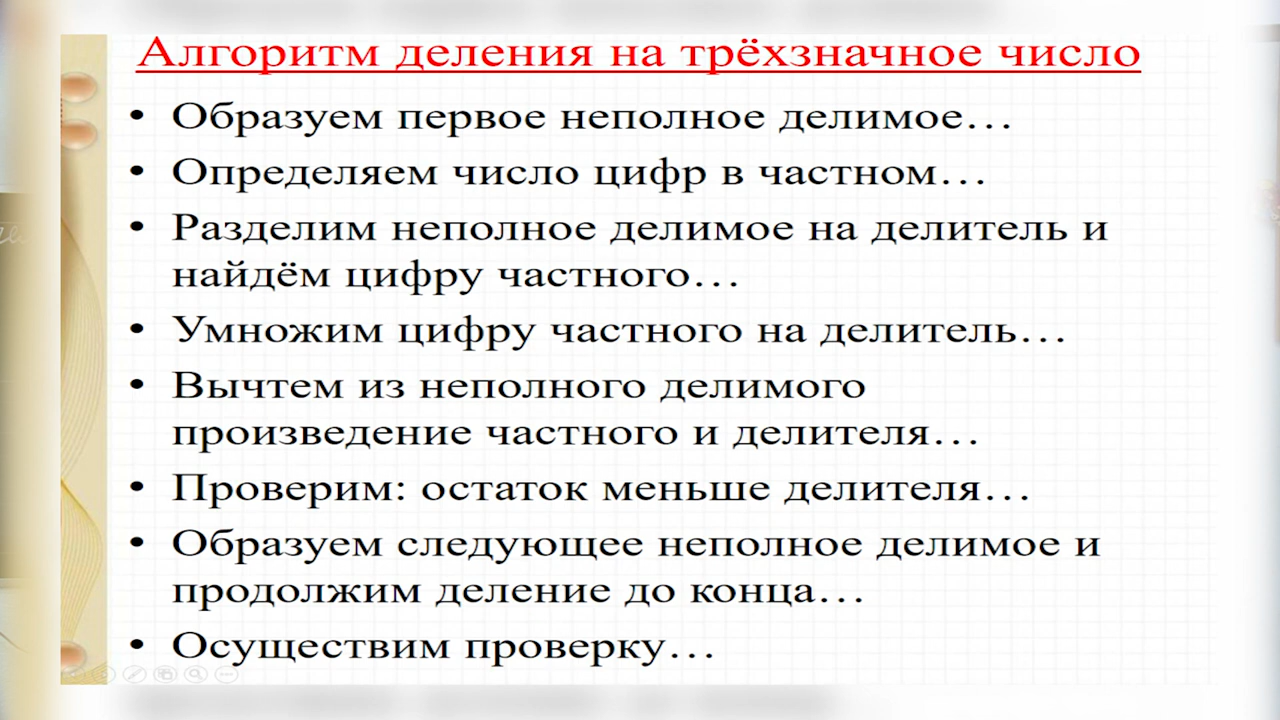 Алгоритм деления на трёхзначное число
• Образуем первое неполное делимое…
• Определяем число цифр в частном…
• Разделим неполное делимое на делитель и
найдём цифру частного…
• Умножим цифру частного на делитель…
• Вычтем из неполного делимого
произведение частного и делителя…
• Проверим: остаток меньше делителя…
• Образуем следующее неполное делимое и
продолжим деление до конца…
• Осуществим проверку…